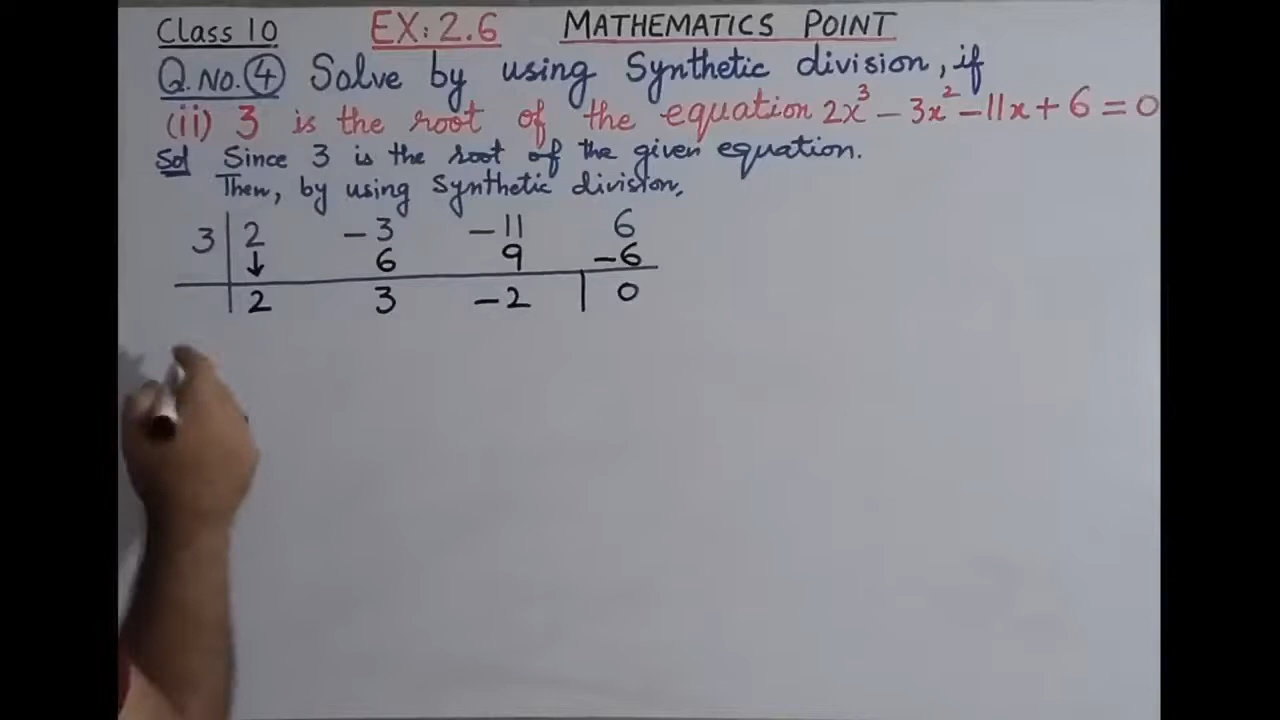 Class 10 EX: 2.6 MATHEMATICS POINT
Q.NO.④ Solve by using Synthetic division, if
(ii) 3 is the root of the equation 2x³ - 3x² - 11x + 6 = 0
Sol Since 3 is the root of the given equation.
Then, by using Synthetic division,
3 | 2 -3 -11 6
↓ 6 9 -6
2 3 -2 | 0